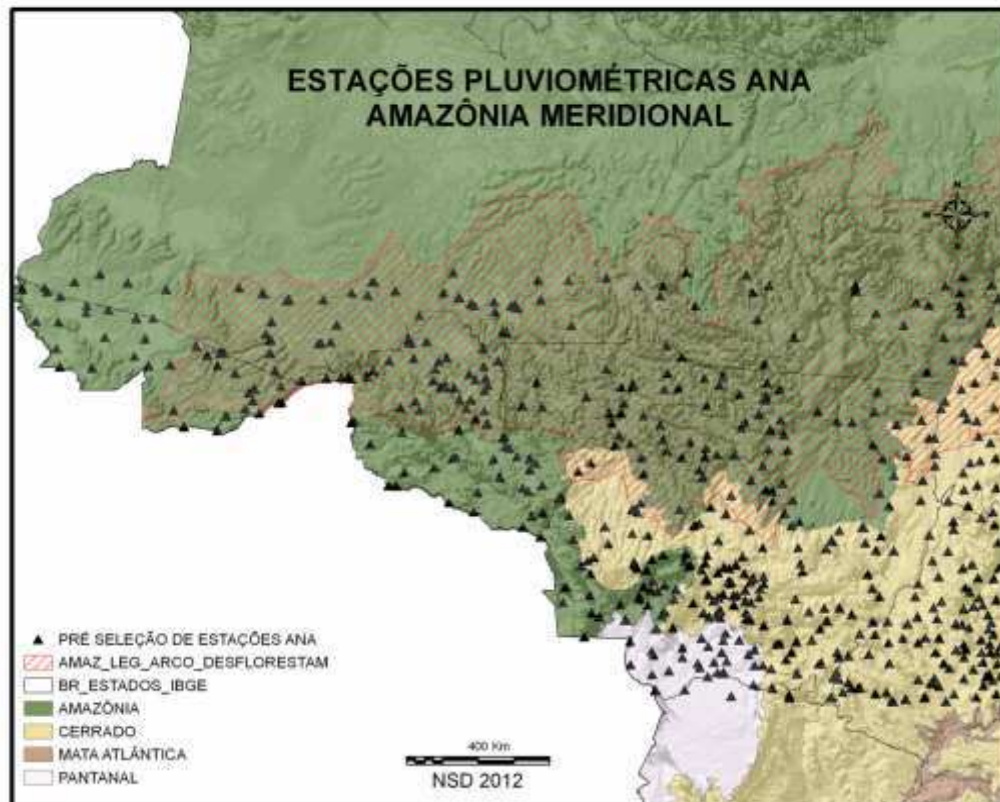 ESTAÇÕES PLUVIOMÉTRICAS ANA
AMAZÔNIA MERIDIONAL
N
PRÉ SELEÇÃO DE ESTAÇÕES ANA
AMAZ_LEG_ARCO_DESFLORESTAM
BR_ESTADOS_IBGE
AMAZÔNIA
CERRADO
MATA ATLÂNTICA
PANTANAL
400 Km
NSD 2012